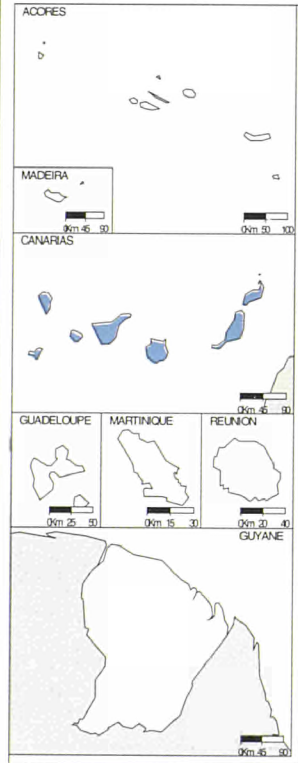 ACORES
0Km 50 100
MADEIRA
0Km 45 90
CANARIAS
0Km 45 90
GUADELOUPE
0Km 25 50
MARTINIQUE
0Km 15 30
REUNION
0Km 20 40
GUYANE
0Km 45 90